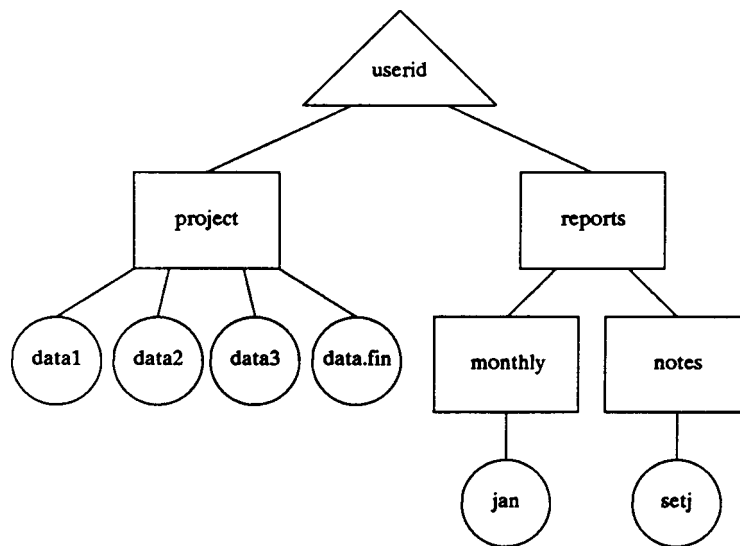 userid
project
reports
data1
data2
data3
data.fin
monthly
notes
jan
setj